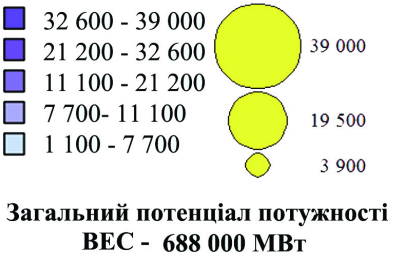 32 600 - 39 000
21 200 - 32 600
11 100 - 21 200
7 700- 11 100
1 100 - 7 700
39 000
19 500
3 900
Загальний потенціал потужності
ВЕС - 688 000 МВт